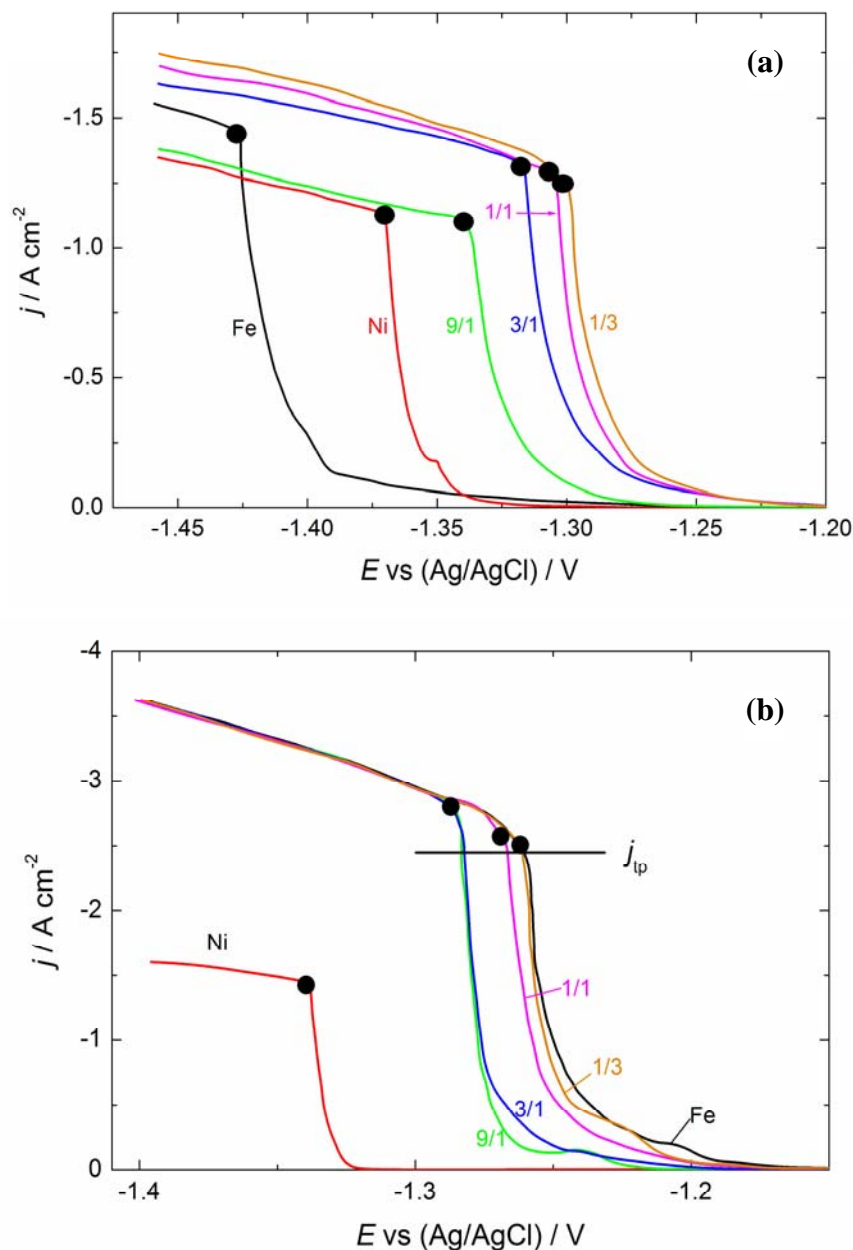 (a)
-1.5
-1.0
-0.5
0.0
j / A cm⁻²
Fe
Ni
9/1
3/1
1/1
1/3
-1.45
-1.40
-1.35
-1.30
-1.25
-1.20
E vs (Ag/AgCl) / V
(b)
-4
-3
-2
-1
0
j / A cm⁻²
Ni
j_tp
1/1
1/3
Fe
3/1
9/1
-1.4
-1.3
-1.2
E vs (Ag/AgCl) / V